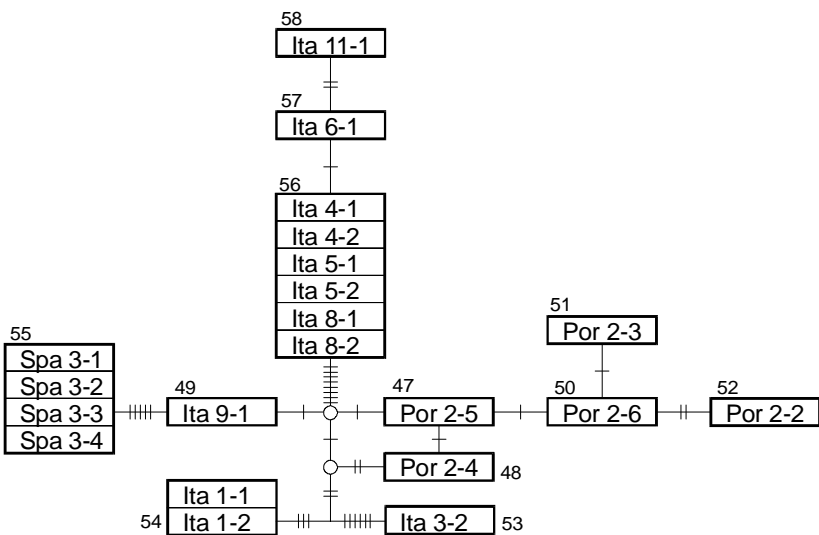 58
Ita 11-1
57
Ita 6-1
56
Ita 4-1
Ita 4-2
Ita 5-1
Ita 5-2
Ita 8-1
Ita 8-2
51
Por 2-3
55
Spa 3-1
Spa 3-2
Spa 3-3
Spa 3-4
49
Ita 9-1
47
Por 2-5
50
Por 2-6
52
Por 2-2
Por 2-4
48
Ita 1-1
54
Ita 1-2
Ita 3-2
53